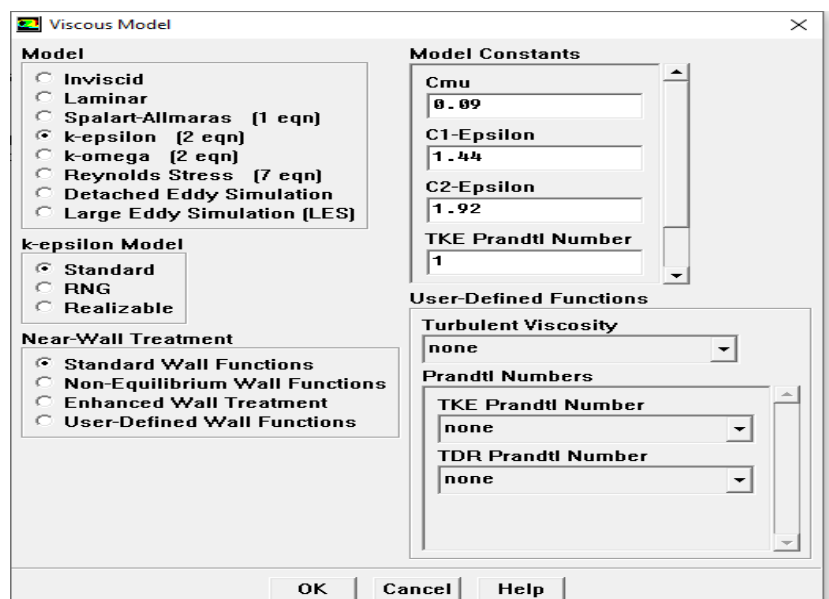 Viscous Model
Model
Inviscid
Laminar
Spalart-Allmaras (1 eqn)
k-epsilon (2 eqn)
k-omega (2 eqn)
Reynolds Stress (7 eqn)
Detached Eddy Simulation
Large Eddy Simulation (LES)
k-epsilon Model
Standard
RNG
Realizable
Near-Wall Treatment
Standard Wall Functions
Non-Equilibrium Wall Functions
Enhanced Wall Treatment
User-Defined Wall Functions
Model Constants
Cmu
0.09
C1-Epsilon
1.44
C2-Epsilon
1.92
TKE Prandtl Number
1
User-Defined Functions
Turbulent Viscosity
none
Prandtl Numbers
TKE Prandtl Number
none
TDR Prandtl Number
none
OK Cancel Help